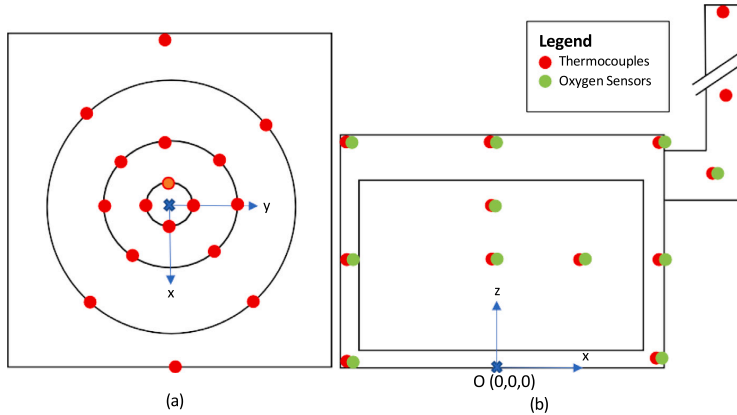 Legend
Thermocouples
Oxygen Sensors
y
x
z
x
O (0,0,0)
(a)
(b)